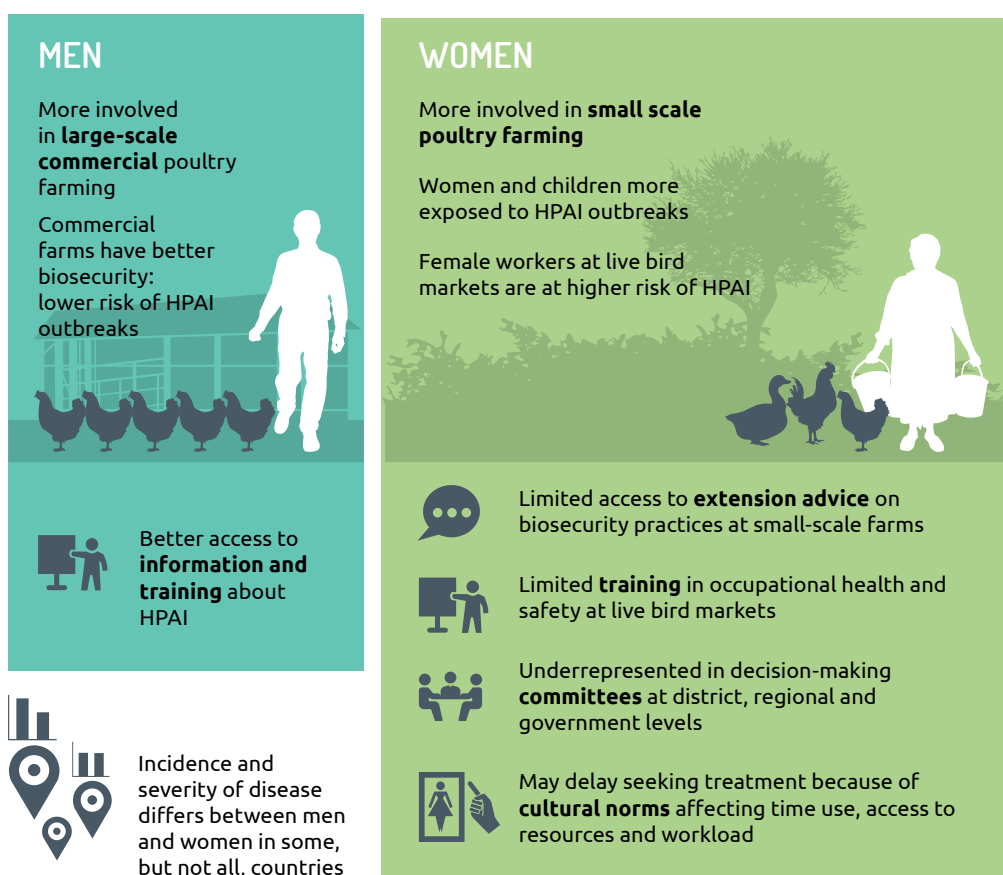 MEN
More involved
in large-scale
commercial poultry
farming
Commercial
farms have better
biosecurity:
lower risk of HPAI
outbreaks
Better access to
information and
training about
HPAI
Incidence and
severity of disease
differs between men
and women in some,
but not all, countries
WOMEN
More involved in small scale
poultry farming
Women and children more
exposed to HPAI outbreaks
Female workers at live bird
markets are at higher risk of HPAI
Limited access to extension advice on
biosecurity practices at small-scale farms
Limited training in occupational health and
safety at live bird markets
Underrepresented in decision-making
committees at district, regional and
government levels
May delay seeking treatment because of
cultural norms affecting time use, access to
resources and workload